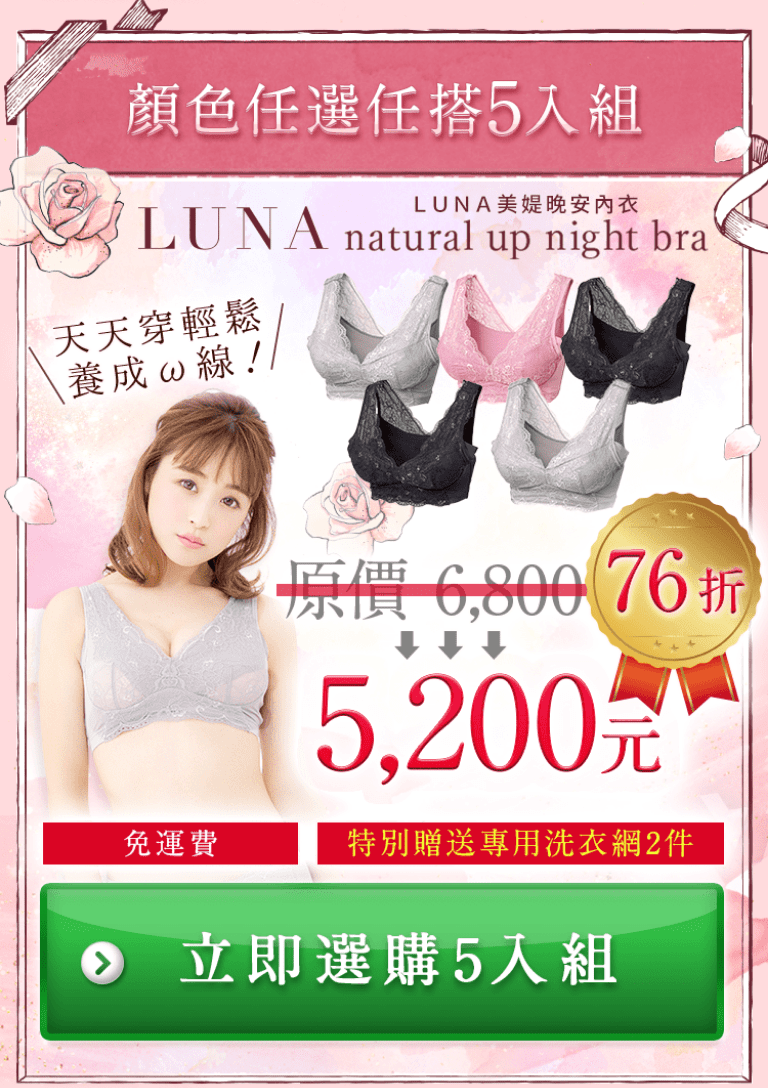 顏色任選任搭5入組
LUNA美媞晚安內衣
LUNA natural up night bra
天天穿輕鬆
養成ω線！
原價 6,800
76折
5,200元
免運費
特別贈送專用洗衣網2件
立即選購5入組